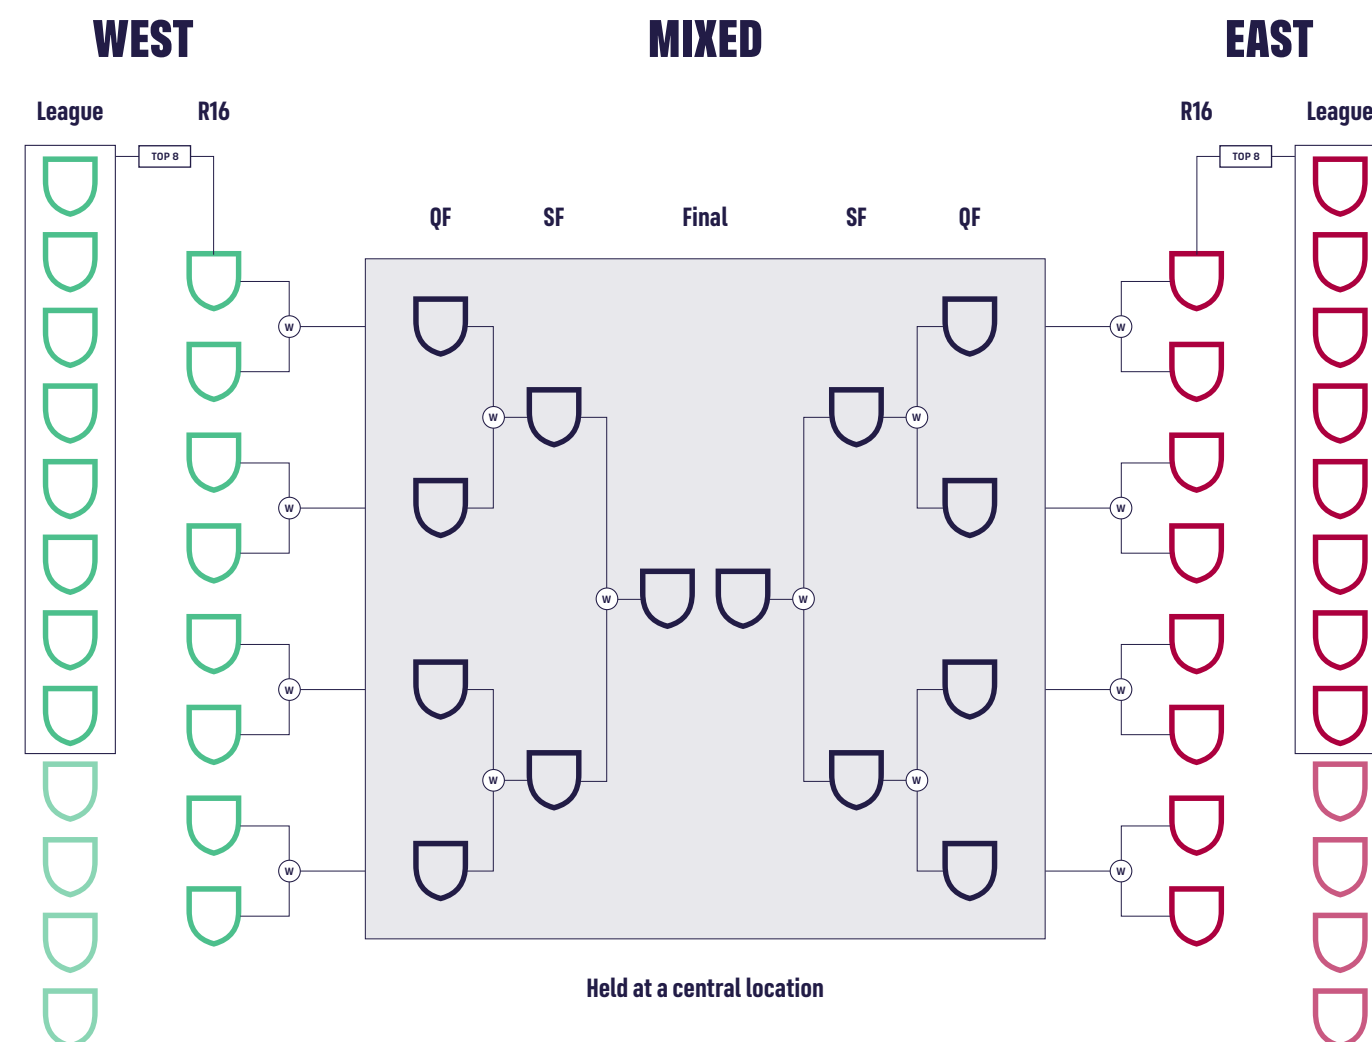 WEST
MIXED
EAST
League
R16
R16
League
TOP 8
TOP 8
QF
SF
Final
SF
QF
W
W
W
W
W
W
W
W
W
W
W
W
W
W
Held at a central location